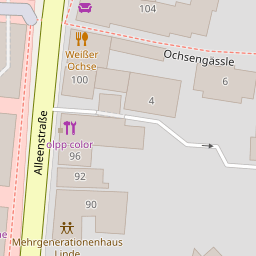 104
Ochsengässle
Weißer
Ochse
100
6
4
Alleenstraße
olpp color
96
92
90
Mehrgenerationenhaus
Linde